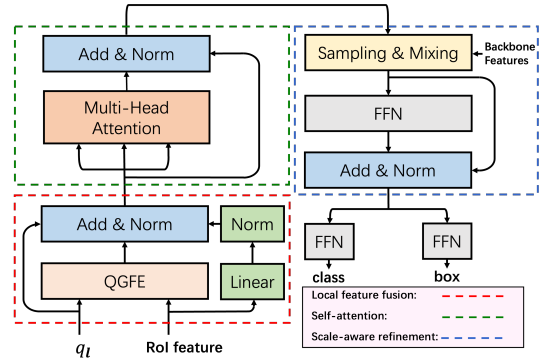 Add & Norm
Multi-Head
Attention
Add & Norm
Norm
QGFE
Linear
q_l
RoI feature
Sampling & Mixing
Backbone
Features
FFN
Add & Norm
FFN
FFN
class
box
Local feature fusion:
Self-attention:
Scale-aware refinement: